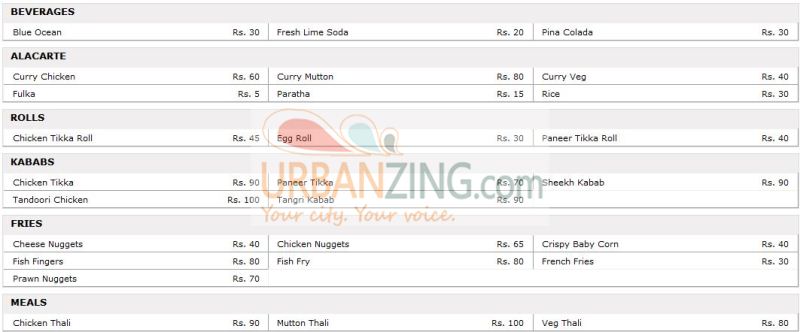 BEVERAGES
Blue Ocean Rs. 30 Fresh Lime Soda Rs. 20 Pina Colada Rs. 30
ALACARTE
Curry Chicken Rs. 60 Curry Mutton Rs. 80 Curry Veg Rs. 40
Fulka Rs. 5 Paratha Rs. 15 Rice Rs. 30
ROLLS
Chicken Tikka Roll Rs. 45 Egg Roll Rs. 30 Paneer Tikka Roll Rs. 40
KABABS
Chicken Tikka Rs. 90 Paneer Tikka Rs. 70 Sheekh Kabab Rs. 90
Tandoori Chicken Rs. 100 Tangri Kabab Rs. 90
URBANZING.com
Your city. Your voice.
FRIES
Cheese Nuggets Rs. 40 Chicken Nuggets Rs. 65 Crispy Baby Corn Rs. 40
Fish Fingers Rs. 80 Fish Fry Rs. 80 French Fries Rs. 30
Prawn Nuggets Rs. 70
MEALS
Chicken Thali Rs. 90 Mutton Thali Rs. 100 Veg Thali Rs. 80